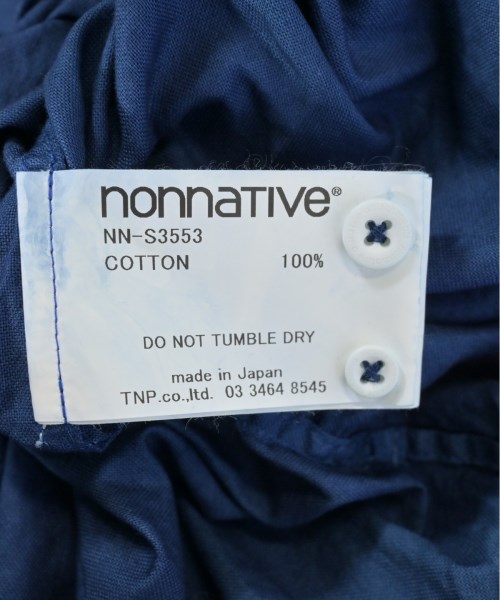 nonnative®
NN-S3553
COTTON 100%
DO NOT TUMBLE DRY
made in Japan
TNP.co.,ltd. 03 3464 8545